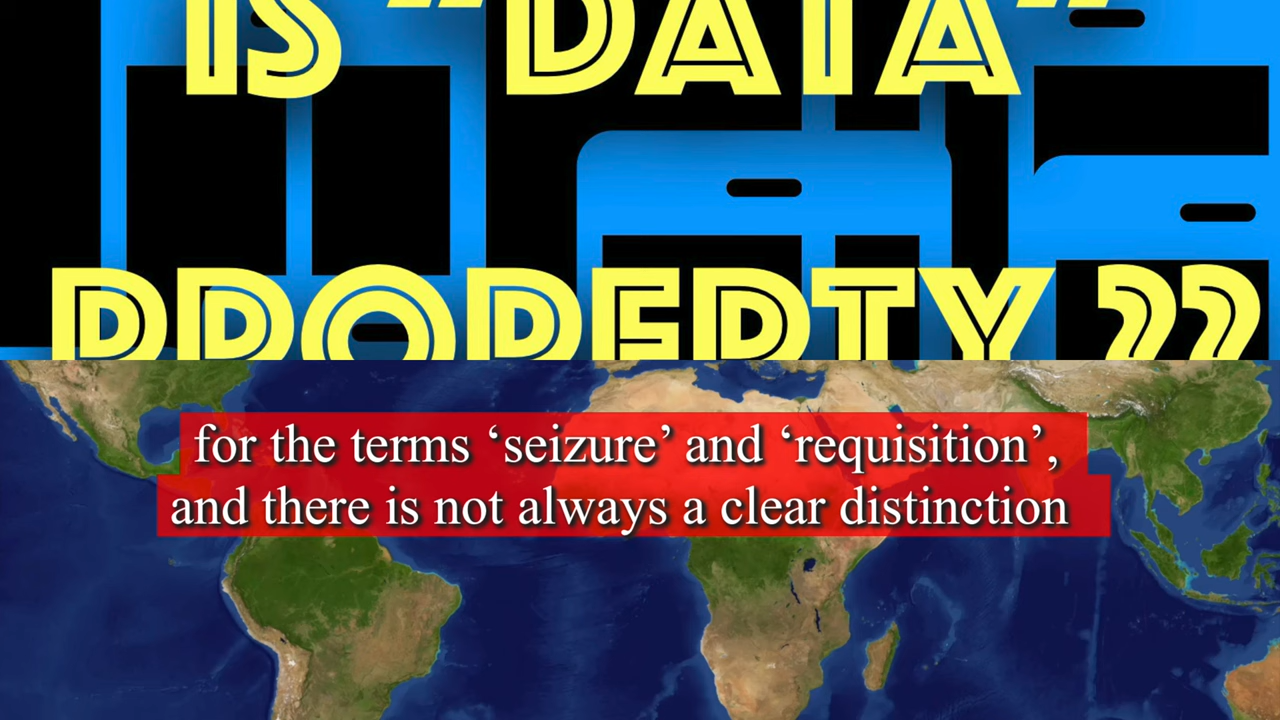 IS “DATA”
PROPERTY ??
for the terms ‘seizure’ and ‘requisition’,
and there is not always a clear distinction